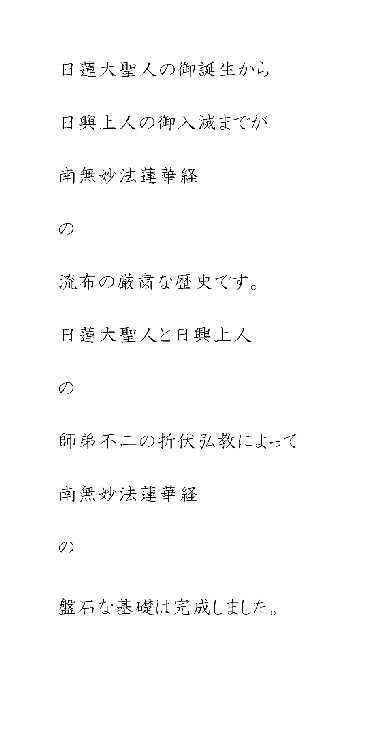 日蓮大聖人の御誕生から
日興上人の御入滅までが
南無妙法蓮華経
の
流布の厳粛な歴史です。
日蓮大聖人と日興上人
の
師弟不二の折伏弘教によって
南無妙法蓮華経
の
盤石な基礎は完成しました。